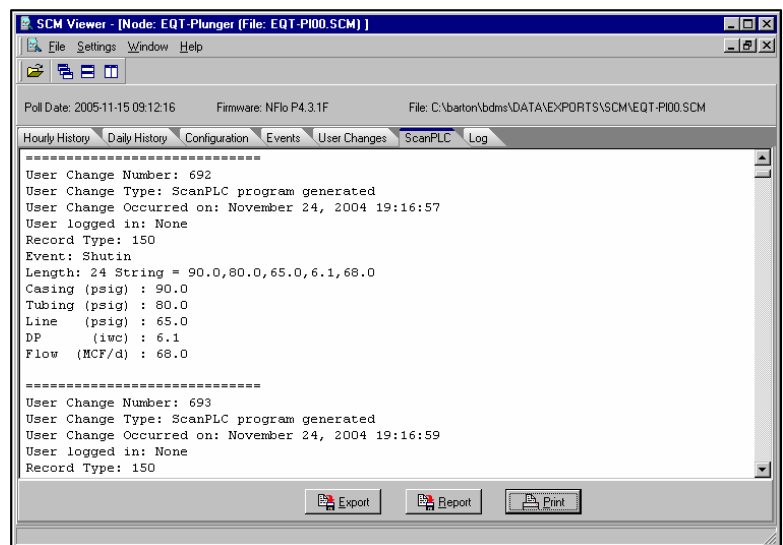 SCM Viewer - [Node: EQT-Plunger (File: EQT-PI00.SCM) ]
File Settings Window Help
Poll Date: 2005-11-15 09:12:16 Firmware: NFlo P4.3.1F File: C:\barton\bdms\DATA\EXPORTS\SCM\EQT-PI00.SCM
Hourly History Daily History Configuration Events User Changes ScanPLC Log
==============================
User Change Number: 692
User Change Type: ScanPLC program generated
User Change Occurred on: November 24, 2004 19:16:57
User logged in: None
Record Type: 150
Event: Shutin
Length: 24 String = 90.0,80.0,65.0,6.1,68.0
Casing (psig) : 90.0
Tubing (psig) : 80.0
Line (psig) : 65.0
DP (iwc) : 6.1
Flow (MCF/d) : 68.0
==============================
User Change Number: 693
User Change Type: ScanPLC program generated
User Change Occurred on: November 24, 2004 19:16:59
User logged in: None
Record Type: 150
Export Report Print